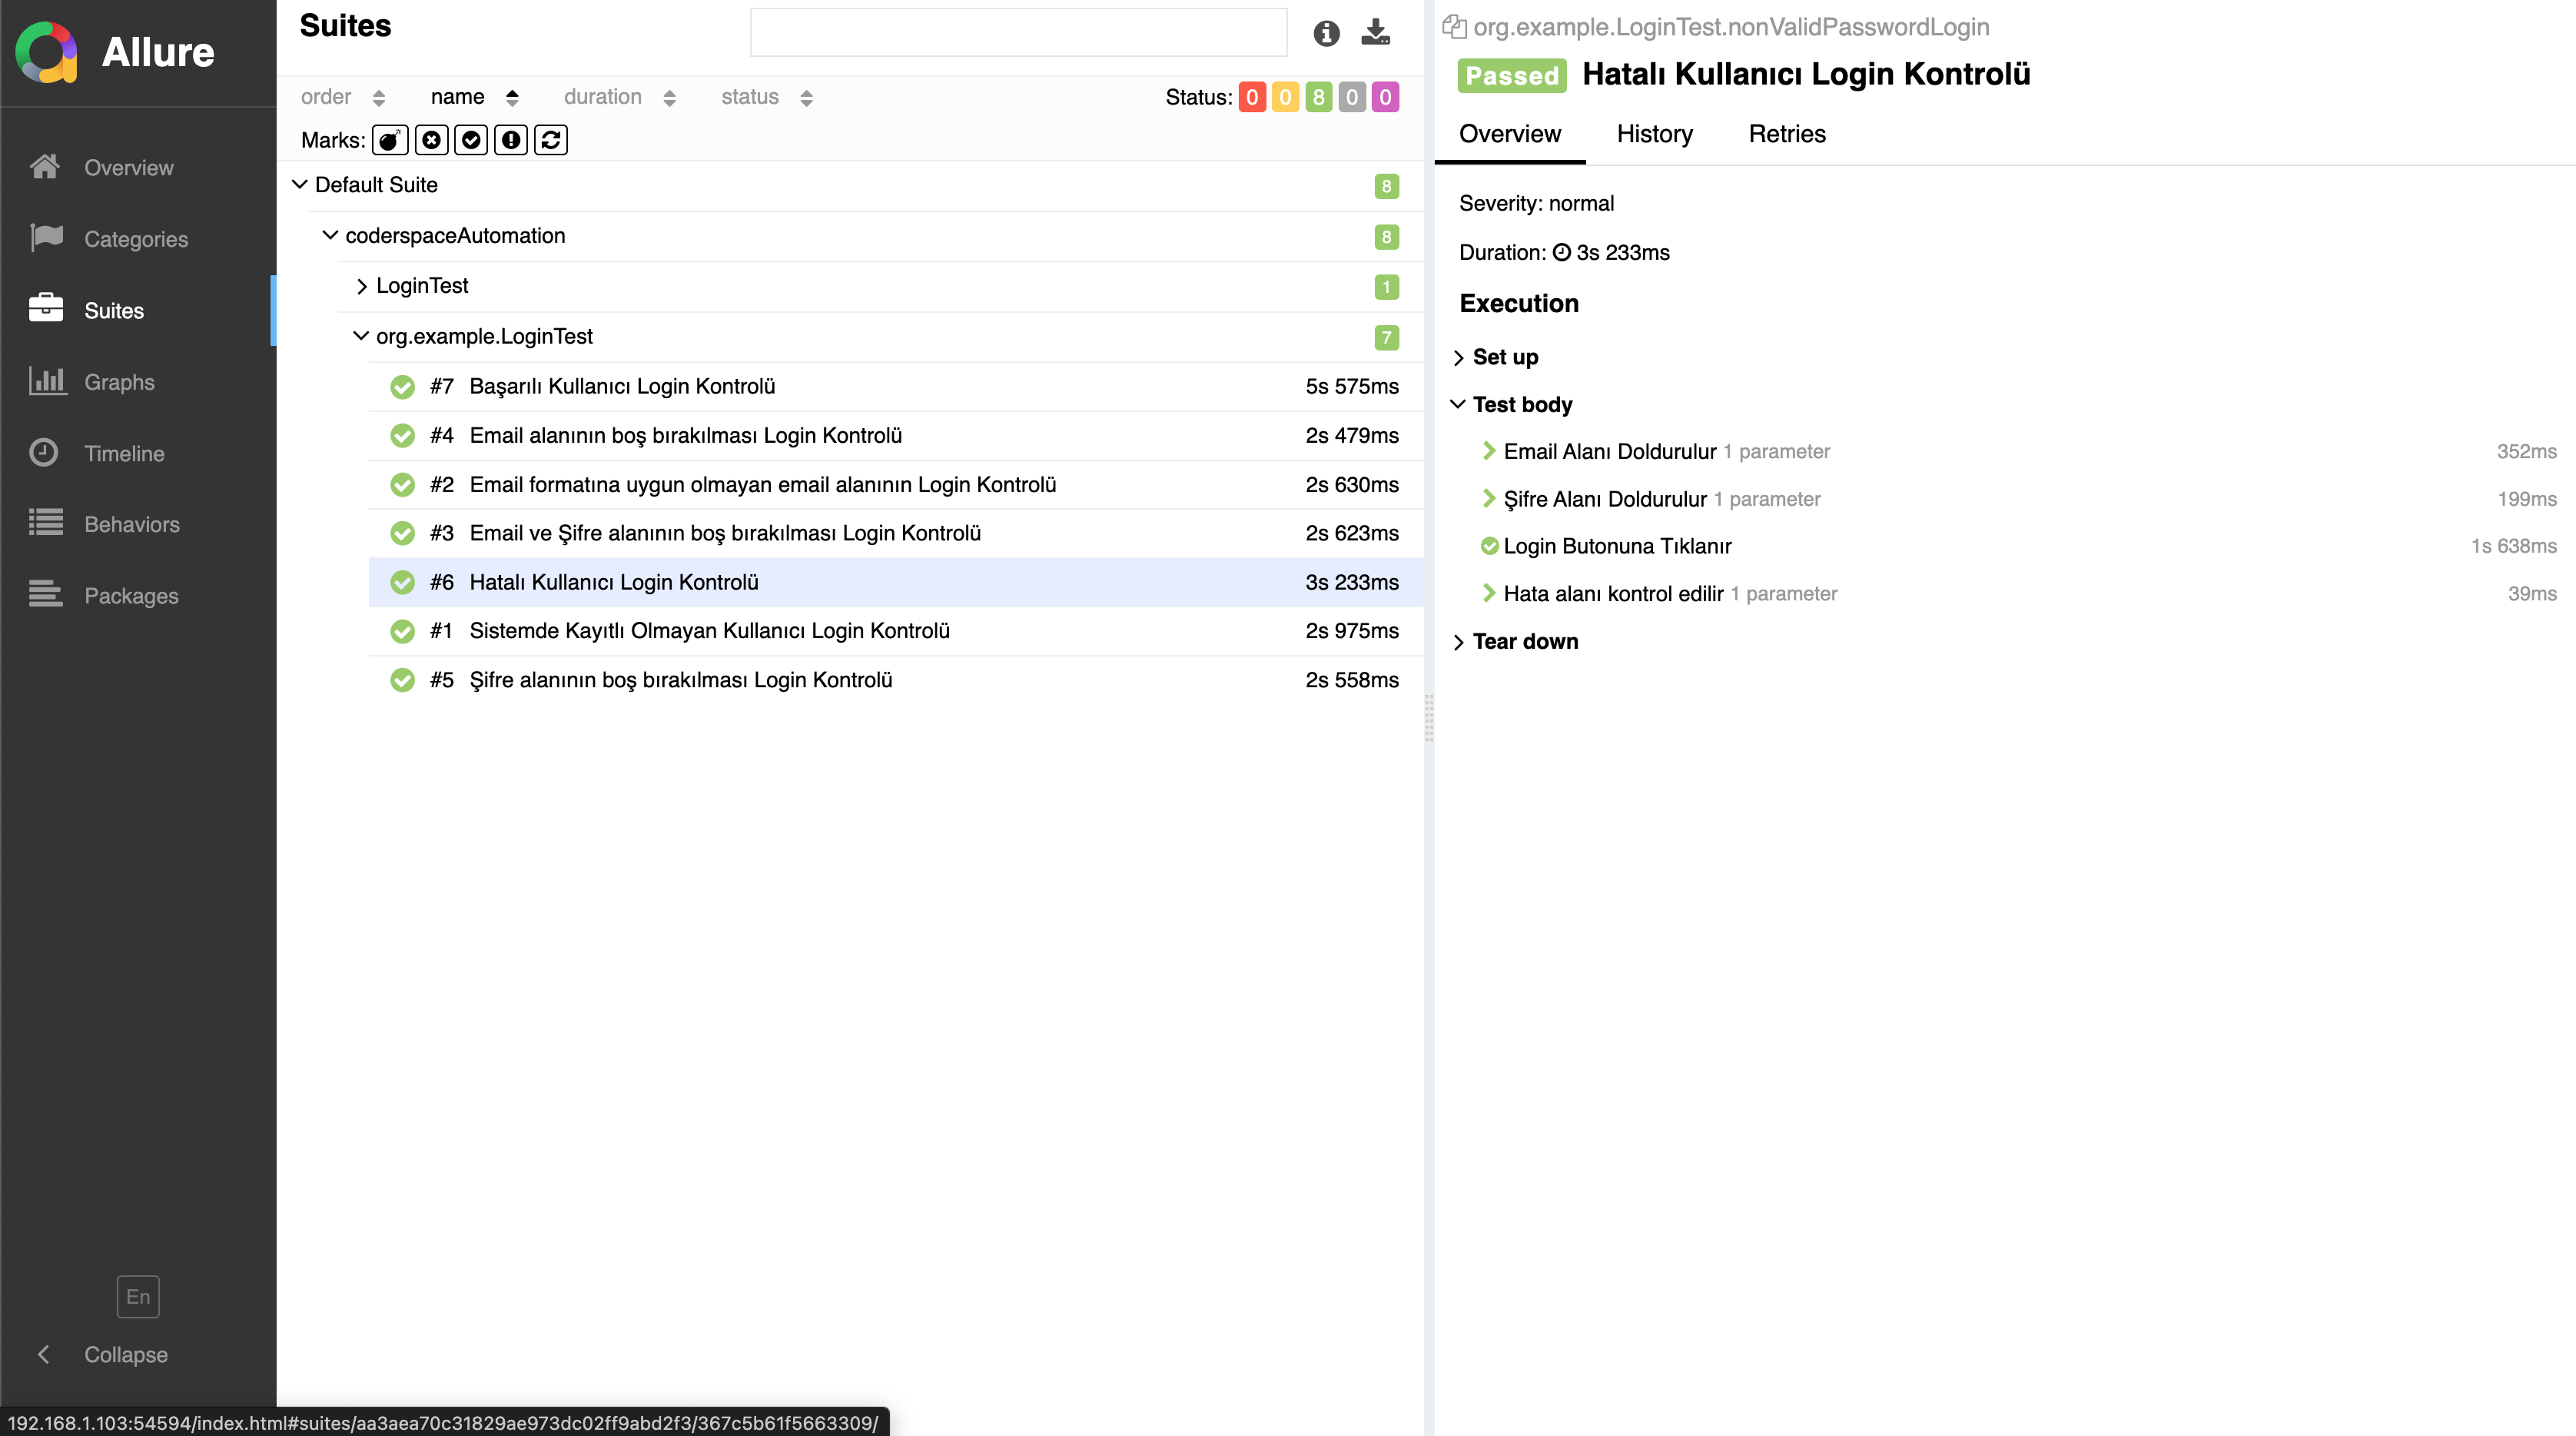 Allure
Overview
Categories
Suites
Graphs
Timeline
Behaviors
Packages
En
Collapse
Suites
order name duration status
Status: 0 0 8 0 0
Marks:
Default Suite 8
coderspaceAutomation 8
LoginTest 1
org.example.LoginTest 7
#7 Başarılı Kullanıcı Login Kontrolü 5s 575ms
#4 Email alanının boş bırakılması Login Kontrolü 2s 479ms
#2 Email formatına uygun olmayan email alanının Login Kontrolü 2s 630ms
#3 Email ve Şifre alanının boş bırakılması Login Kontrolü 2s 623ms
#6 Hatalı Kullanıcı Login Kontrolü 3s 233ms
#1 Sistemde Kayıtlı Olmayan Kullanıcı Login Kontrolü 2s 975ms
#5 Şifre alanının boş bırakılması Login Kontrolü 2s 558ms
org.example.LoginTest.nonValidPasswordLogin
Passed Hatalı Kullanıcı Login Kontrolü
Overview History Retries
Severity: normal
Duration: 3s 233ms
Execution
Set up
Test body
Email Alanı Doldurulur 1 parameter 352ms
Şifre Alanı Doldurulur 1 parameter 199ms
Login Butonuna Tıklanır 1s 638ms
Hata alanı kontrol edilir 1 parameter 39ms
Tear down
192.168.1.103:54594/index.html#suites/aa3aea70c31829ae973dc02ff9abd2f3/367c5b61f5663309/